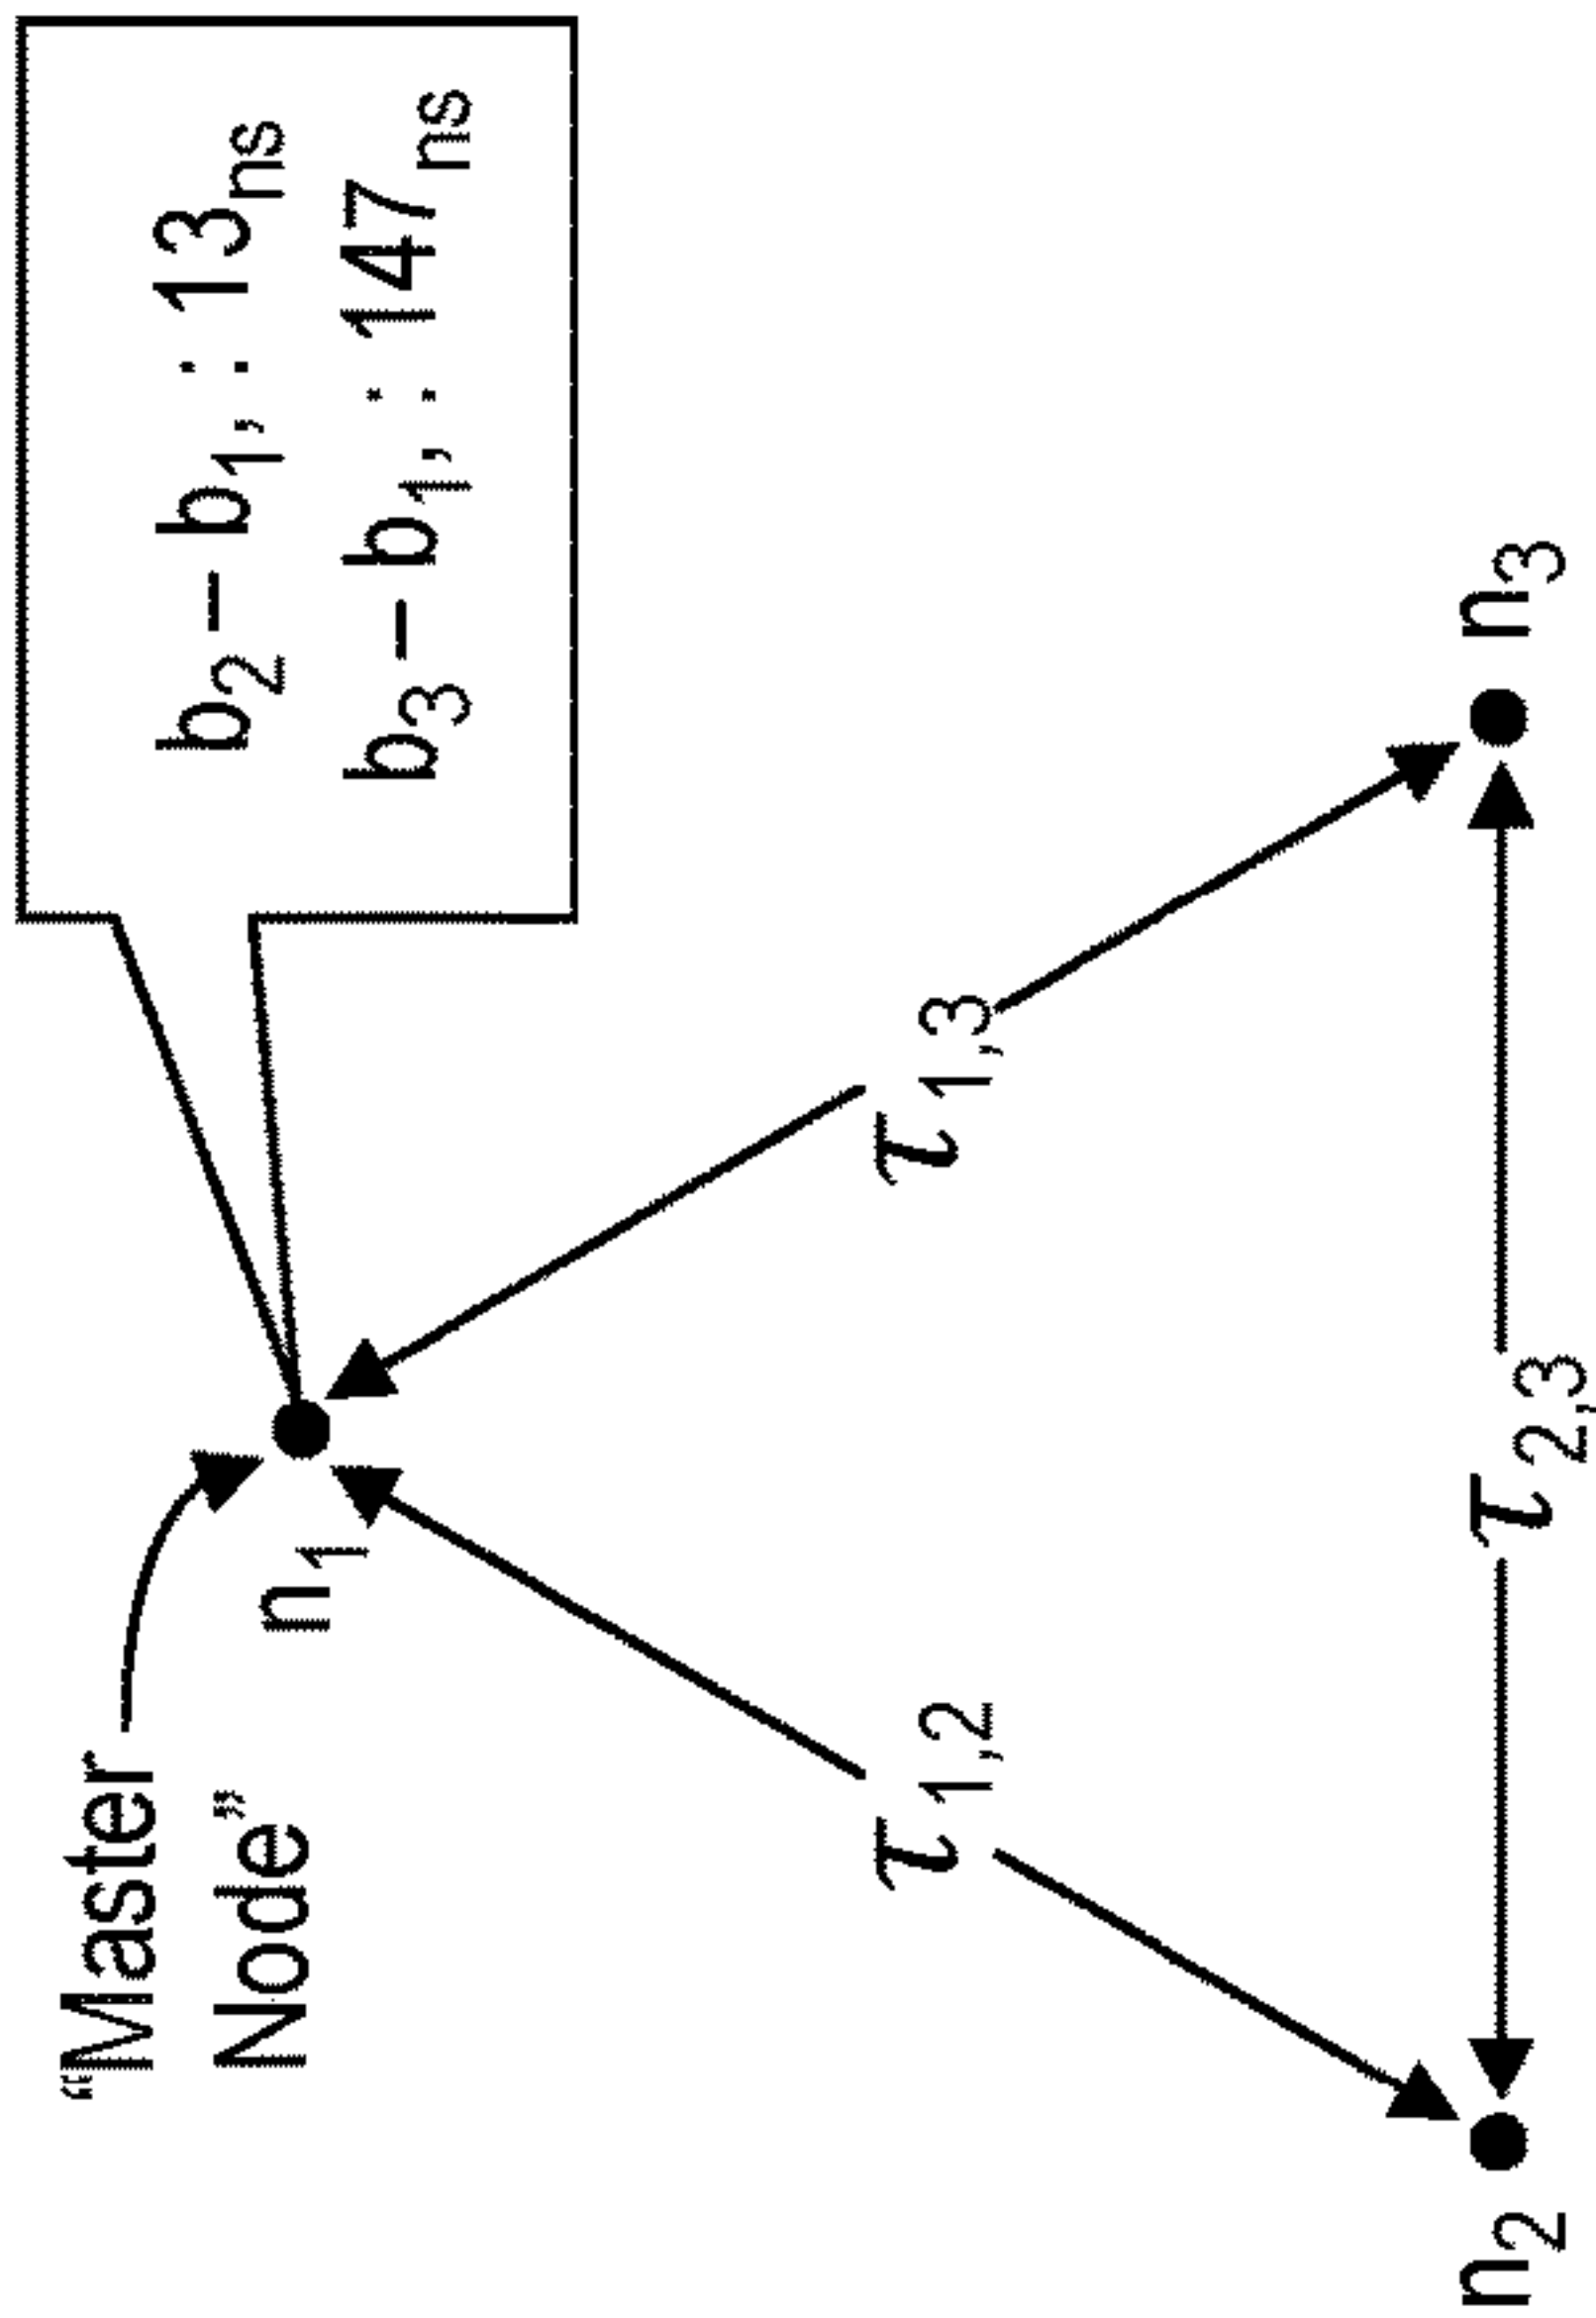 b₂– b₁, : 13ns
b₃– b₁, : 147ns
“Master
Node”
n₁
τ₁,₂
τ₁,₃
n₂
τ₂,₃
n₃